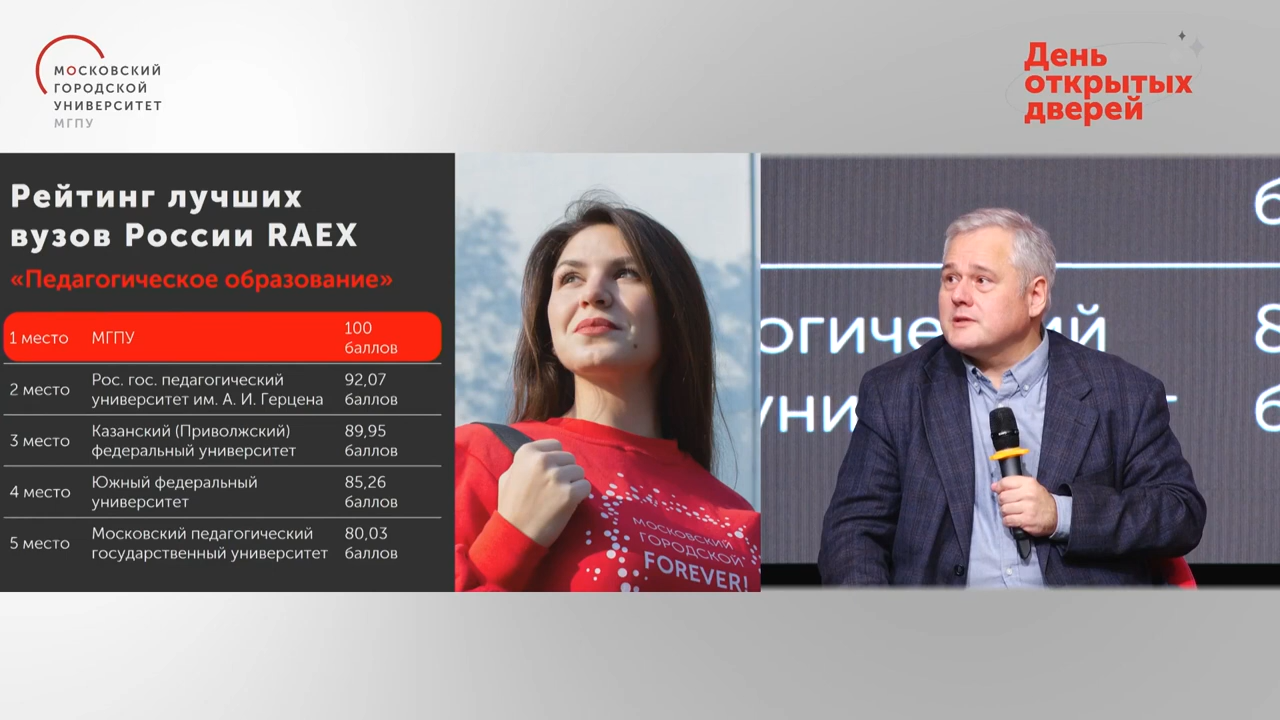 МОСКОВСКИЙ
ГОРОДСКОЙ
УНИВЕРСИТЕТ
МГПУ
День
открытых
дверей
Рейтинг лучших
вузов России RAEX
«Педагогическое образование»
1 место МГПУ 100
баллов
2 место Рос. гос. педагогический 92,07
университет им. А. И. Герцена баллов
3 место Казанский (Приволжский) 89,95
федеральный университет баллов
4 место Южный федеральный 85,26
университет баллов
5 место Московский педагогический 80,03
государственный университет баллов
МОСКОВСКИЙ
ГОРОДСКОЙ
FOREVER!